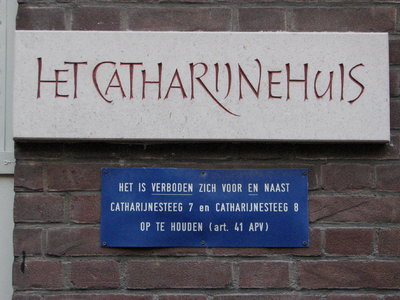 HET CATHARIJNEHUIS
HET IS VERBODEN ZICH VOOR EN NAAST
CATHARIJNESTEEG 7 en CATHARIJNESTEEG 8
OP TE HOUDEN (art. 41 APV)